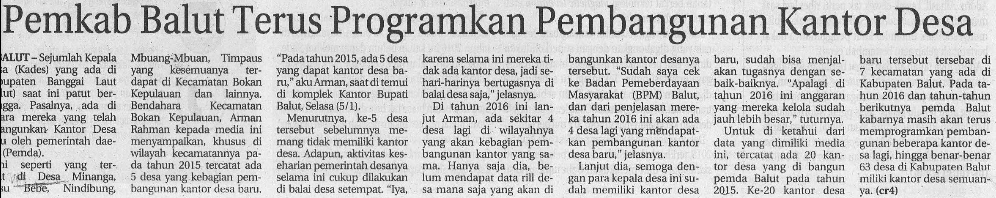 Pemkab Balut Terus Programkan Pembangunan Kantor Desa
ALUT – Sejumlah Kepala
a (Kades) yang ada di
upaten Banggai Laut
ut) saat ini patut ber-
gga. Pasalnya, ada di
ara mereka yang telah
angunkan Kantor Desa
u oleh pemerintah dae-
(Pemda).
ni seperti yang ter-
t di Desa Minanga,
su Bebe, Nindibung,
Mbuang-Mbuan, Timpaus
yang kesemuanya ter-
dapat di Kecamatan Bokan
Kepulauan dan lainnya.
Bendahara Kecamatan
Bokan Kepulauan, Arman
Rahman kepada media ini
menyampaikan, khusus di
wilayah kecamatannya pa-
da tahun 2015 tercatat ada
5 desa yang kebagian pem-
bangunan kantor desa baru.
“Pada tahun 2015, ada 5 desa
yang dapat kantor desa ba-
ru,” aku Arman, saat di temui
di komplek Kantor Bupati
Balut, Selasa (5/1).
Menurutnya, ke-5 desa
tersebut sebelumnya me-
mang tidak memiliki kantor
desa. Adapun, aktivitas kes-
eharian pemerintah desanya
selama ini cukup dilakukan
di balai desa setempat. “Iya,
karena selama ini mereka ti-
dak ada kantor desa, jadi se-
hari-harinya bertugasnya di
balai desa saja,” jelasnya.
Di tahun 2016 ini lan-
jut Arman, ada sekitar 4
desa lagi di wilayahnya
yang akan kebagian pem-
bangunan kantor yang sa-
ma. Hanya saja dia, be-
lum mendapat data rill de-
sa mana saja yang akan di
bangunkan kantor desanya
tersebut. “Sudah saya cek
ke Badan Pemeberdayaan
Masyarakat (BPM) Balut,
dan dari penjelasan mere-
ka tahun 2016 ini akan ada
4 desa lagi yang mendapat-
kan pembangunan kantor
desa baru,” jelasnya.
Lanjut dia, semoga den-
gan para kepala desa ini su-
dah memiliki kantor desa
baru, sudah bisa menjal-
akan tugasnya dengan se-
baik-baiknya. “Apalagi di
tahun 2016 ini anggaran
yang mereka kelola sudah
jauh lebih besar,” tuturnya.
Untuk di ketahui dari
data yang dimiliki media
ini, tercatat ada 20 kan-
tor desa yang di bangun
pemda Balut pada tahun
2015. Ke-20 kantor desa
baru tersebut tersebar di
7 kecamatan yang ada di
Kabupaten Balut. Pada ta-
hun 2016 dan tahun-tahun
berikutnya pemda Balut
kabarnya masih akan terus
memprogramkan pemban-
gunan beberapa kantor de-
sa lagi, hingga benar-benar
63 desa di Kabupaten Balut
miliki kantor desa semuan-
ya. (cr4)